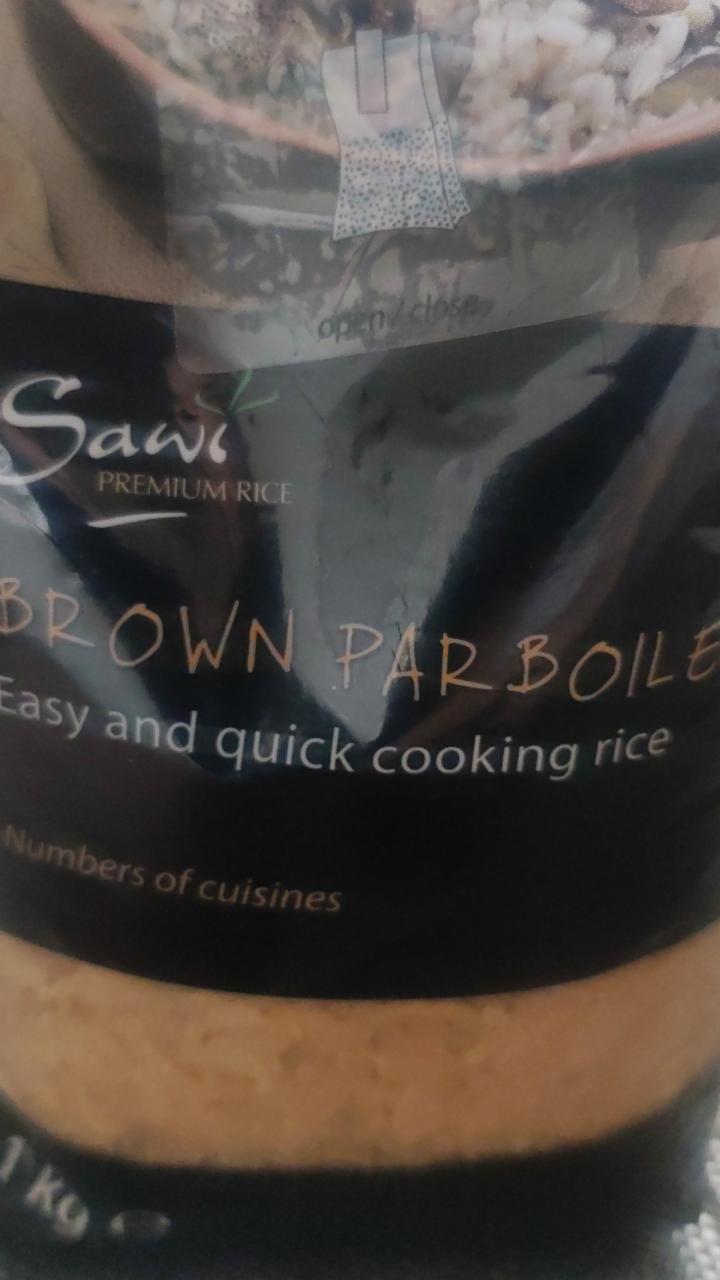 open/close
Sawi
PREMIUM RICE
BROWN PARBOILE
Easy and quick cooking rice
Numbers of cuisines
1 kg